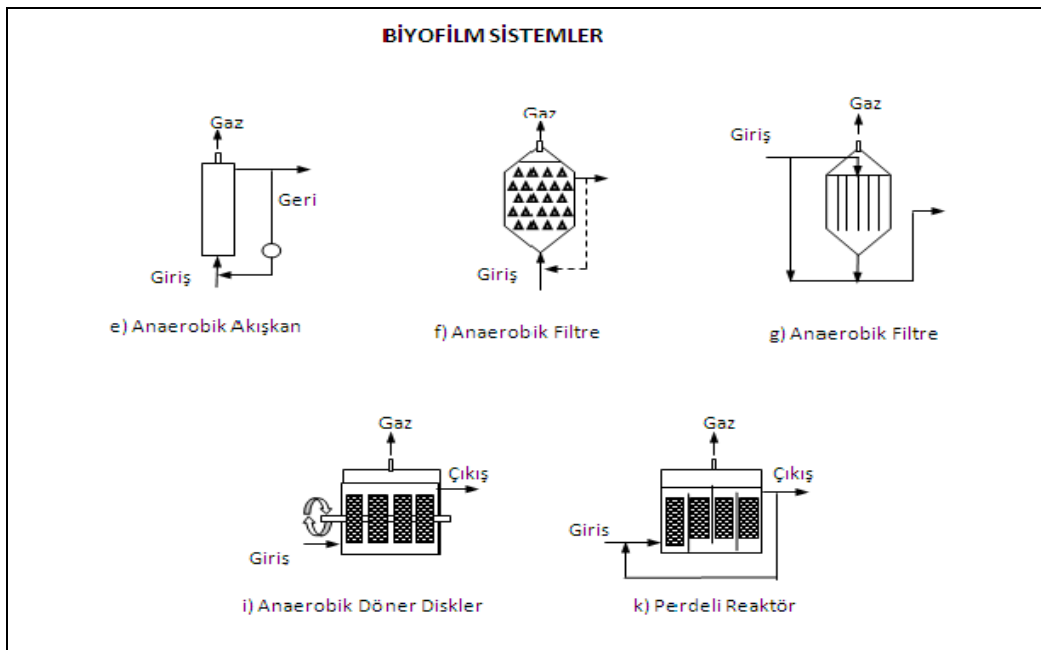 BİYOFİLM SİSTEMLER
Gaz
Geri
Giriş
e) Anaerobik Akışkan
Gaz
Giriş
f) Anaerobik Filtre
Gaz
Giriş
g) Anaerobik Filtre
Gaz
Çıkış
Giris
i) Anaerobik Döner Diskler
Gaz
Çıkış
Giris
k) Perdeli Reaktör